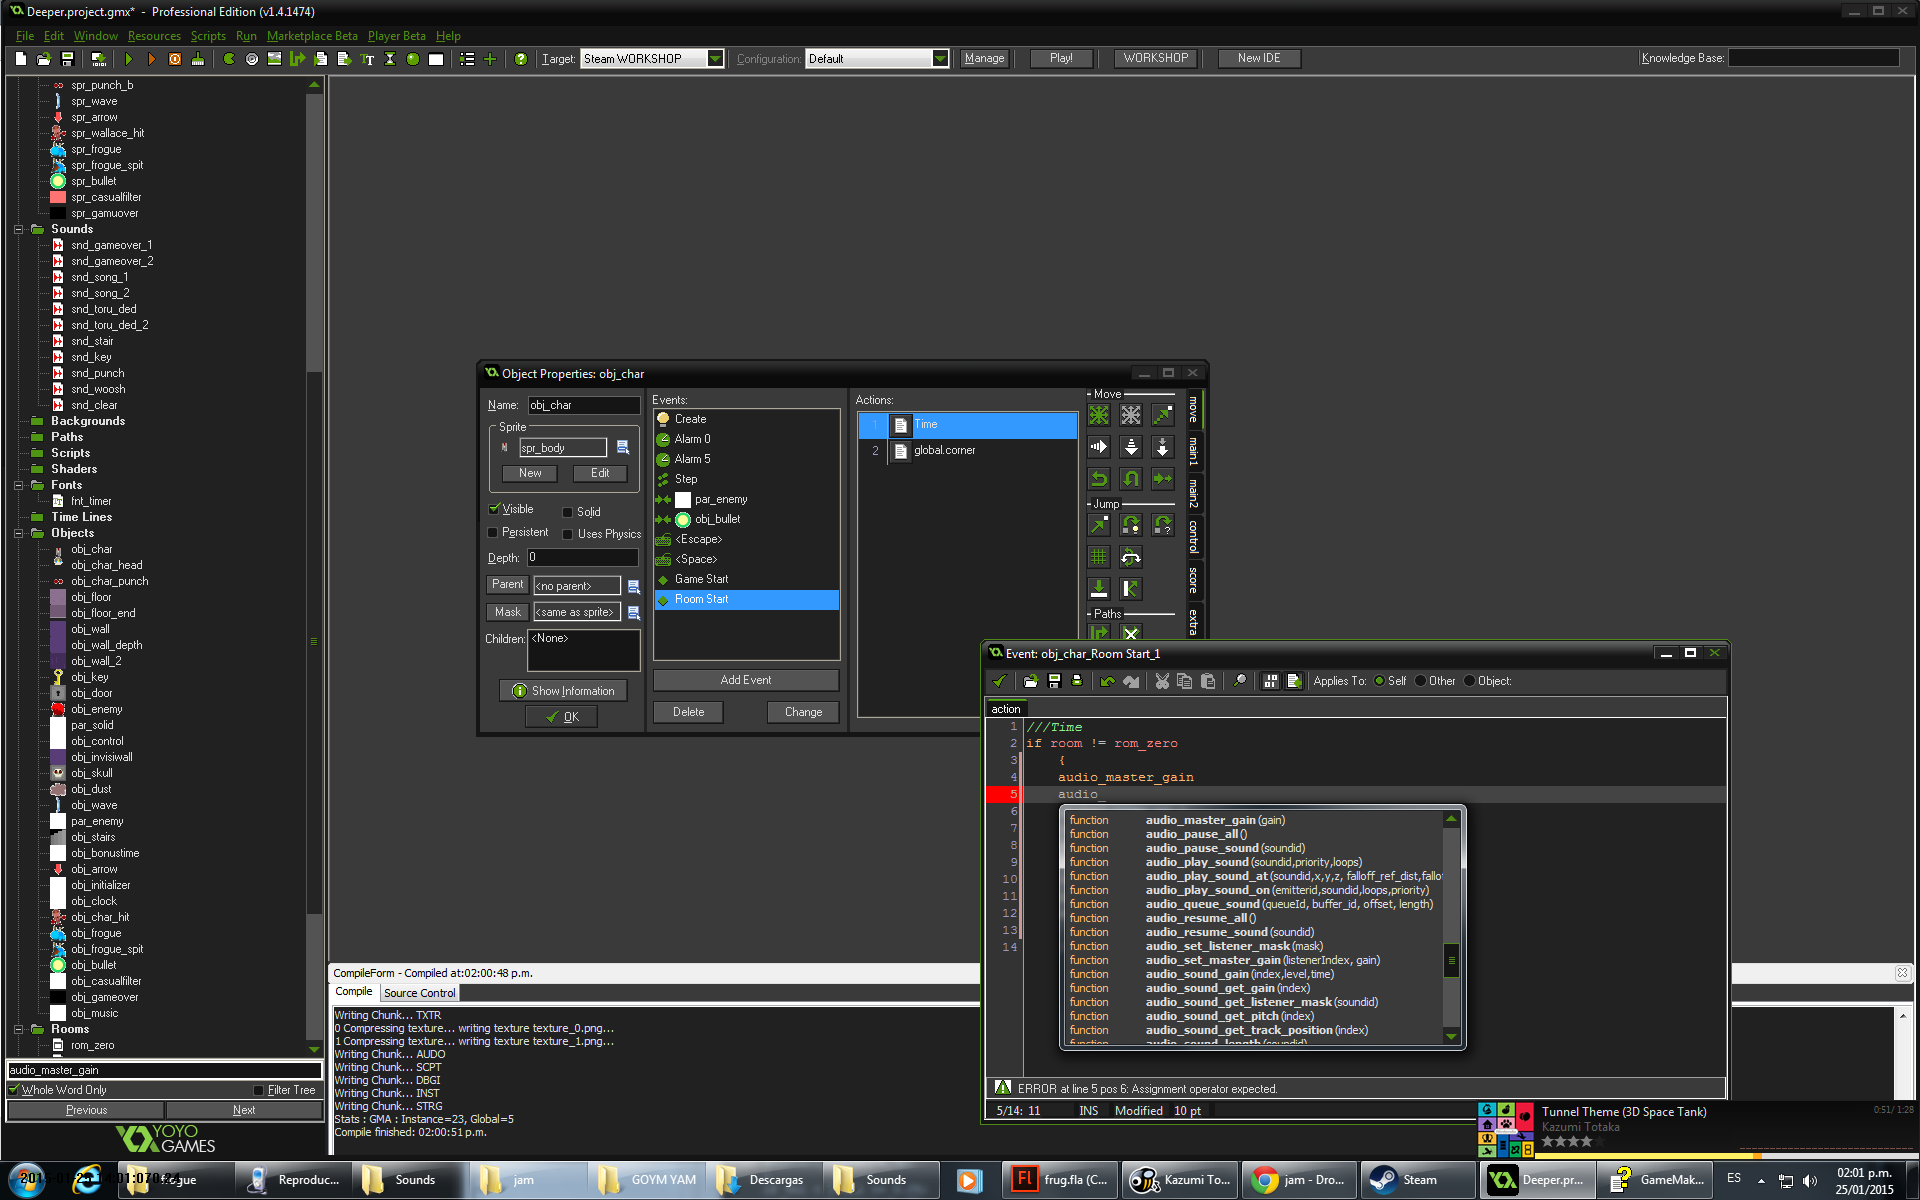 Deeper.project.gmx* - Professional Edition (v1.4.1474)
File Edit Window Resources Scripts Run Marketplace Beta Player Beta Help
Target: Steam WORKSHOP Configuration: Default Manage Play! WORKSHOP New IDE Knowledge Base:
spr_punch_b
spr_wave
spr_arrow
spr_wallace_hit
spr_frogue
spr_frogue_spit
spr_bullet
spr_casualfilter
spr_gamuover
Sounds
snd_gameover_1
snd_gameover_2
snd_song_1
snd_song_2
snd_toru_ded
snd_toru_ded_2
snd_stair
snd_key
snd_punch
snd_woosh
snd_clear
Backgrounds
Paths
Scripts
Shaders
Fonts
fnt_timer
Time Lines
Objects
obj_char
obj_char_head
obj_char_punch
obj_floor
obj_floor_end
obj_wall
obj_wall_depth
obj_wall_2
obj_key
obj_door
obj_enemy
par_solid
obj_control
obj_invisiwall
obj_skull
obj_dust
obj_wave
par_enemy
obj_stairs
obj_bonustime
obj_arrow
obj_initializer
obj_clock
obj_char_hit
obj_frogue
obj_frogue_spit
obj_bullet
obj_casualfilter
obj_gameover
obj_music
Rooms
rom_zero
audio_master_gain
Whole Word Only Filter Tree
Previous Next
YOYO
GAMES
Object Properties: obj_char
Name: obj_char
Sprite
spr_body
New Edit
Visible Solid
Persistent Uses Physics
Depth: 0
Parent <no parent>
Mask <same as sprite>
Children: <None>
Show Information
OK
Events:
Create
Alarm 0
Alarm 5
Step
par_enemy
obj_bullet
<Escape>
<Space>
Game Start
Room Start
Add Event
Delete Change
Actions:
1 Time
2 global.corner
Move
Jump
Paths
move
main1
main2
control
score
extra
Event: obj_char_Room Start_1
Applies To: Self Other Object:
action
1 ///Time
2 if room != rom_zero
3 {
4 audio_master_gain
5 audio_
6
7
8
9
10
11
12
13
14
function audio_master_gain(gain)
function audio_pause_all()
function audio_pause_sound(soundid)
function audio_play_sound(soundid,priority,loops)
function audio_play_sound_at(soundid,x,y,z, falloff_ref_dist,fallo
function audio_play_sound_on(emitterid,soundid,loops,priority)
function audio_queue_sound(queueId, buffer_id, offset, length)
function audio_resume_all()
function audio_resume_sound(soundid)
function audio_set_listener_mask(mask)
function audio_set_master_gain(listenerIndex, gain)
function audio_sound_gain(index,level,time)
function audio_sound_get_gain(index)
function audio_sound_get_listener_mask(soundid)
function audio_sound_get_pitch(index)
function audio_sound_get_track_position(index)
function audio_sound_length(soundid)
ERROR at line 5 pos 6: Assignment operator expected.
5/14: 11 INS Modified 10 pt
CompileForm - Compiled at:02:00:48 p.m.
Compile Source Control
Writing Chunk... TXTR
0 Compressing texture... writing texture texture_0.png...
1 Compressing texture... writing texture texture_1.png...
Writing Chunk... AUDO
Writing Chunk... SCPT
Writing Chunk... DBGI
Writing Chunk... INST
Writing Chunk... STRG
Stats : GMA : Instance=23, Global=5
Compile finished: 02:00:51 p.m.
Tunnel Theme (3D Space Tank) 0:51/ 1:28
Kazumi Totaka
Reproduc... Sounds jam GOYM YAM Descargas Sounds frug.fla (C... Kazumi To... jam - Dro... Steam Deeper.pr... GameMak... ES 02:01 p.m.
25/01/2015